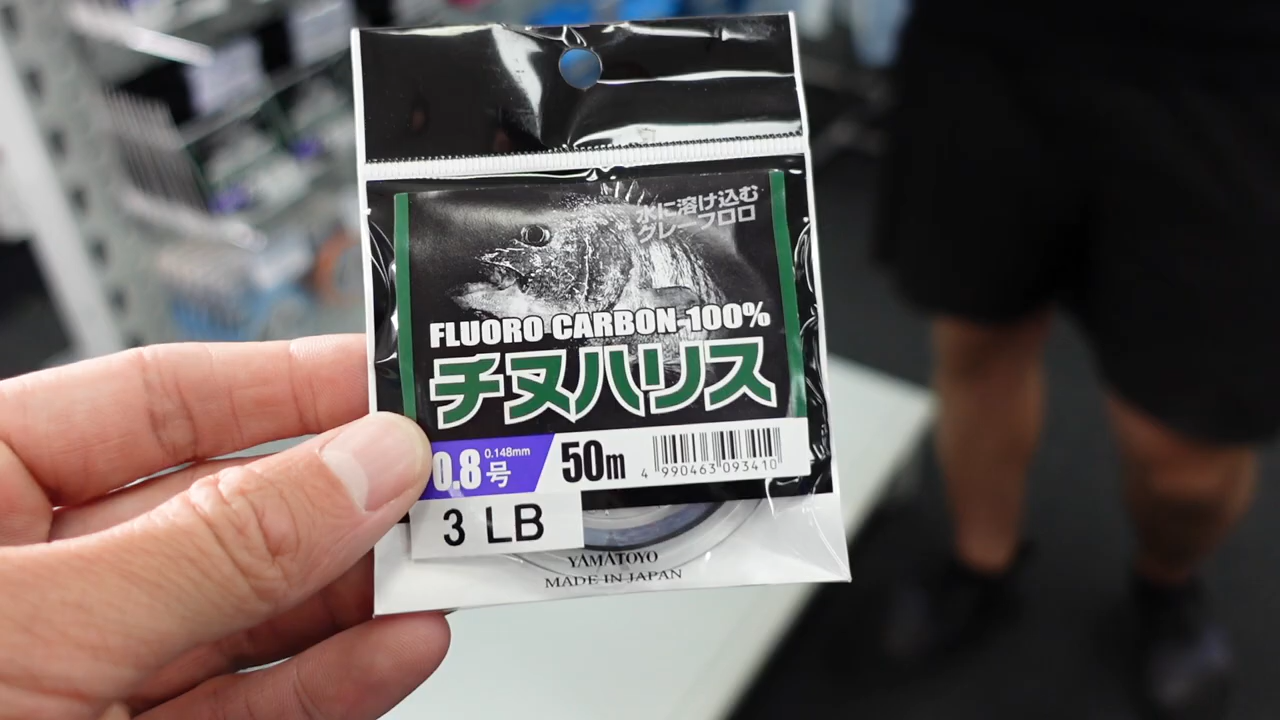 水に溶け込む
グレーフロロ
FLUORO CARBON 100%
チヌハリス
0.8号 0.148mm 50m
4 990463 093410
3 LB
YAMATOYO
MADE IN JAPAN